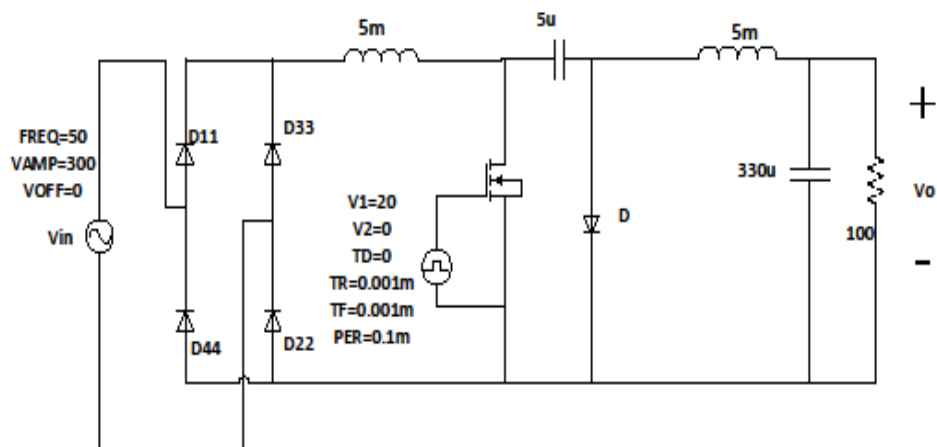 5m
5u
5m
FREQ=50
VAMP=300
VOFF=0
Vin
D11
D33
D44
D22
V1=20
V2=0
TD=0
TR=0.001m
TF=0.001m
PER=0.1m
D
330u
100
+
Vo
-